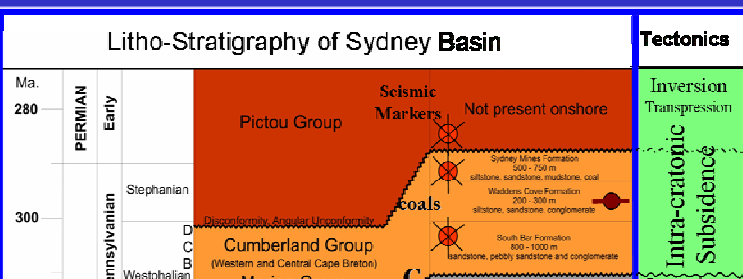 Litho-Stratigraphy of Sydney Basin
Tectonics
Ma.
280
300
PERMIAN
Early
nnsylvanian
Stephanian
D
C
B
Westphalian
Pictou Group
Seismic
Markers
Not present onshore
Disconformity, Angular Unconformity
coals
Cumberland Group
(Western and Central Cape Breton)
Sydney Mines Formation
500 - 750 m
siltstone, sandstone, mudstone, coal
Waddens Cove Formation
200 - 300 m
siltstone, sandstone, conglomerate
South Bar Formation
800 - 1000 m
sandstone, pebbly sandstone and conglomerate
Inversion
Transpression
Intra-cratonic
Subsidence